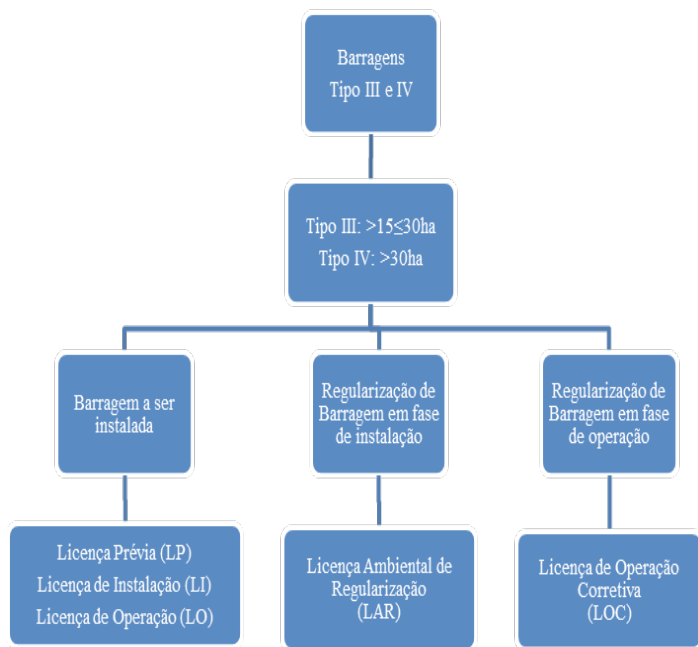 Barragens
Tipo III e IV
Tipo III: >15≤30ha
Tipo IV: >30ha
Barragem a ser
instalada
Regularização de
Barragem em fase
de instalação
Regularização de
Barragem em fase
de operação
Licença Prévia (LP)
Licença de Instalação (LI)
Licença de Operação (LO)
Licença Ambiental de
Regularização
(LAR)
Licença de Operação
Corretiva
(LOC)